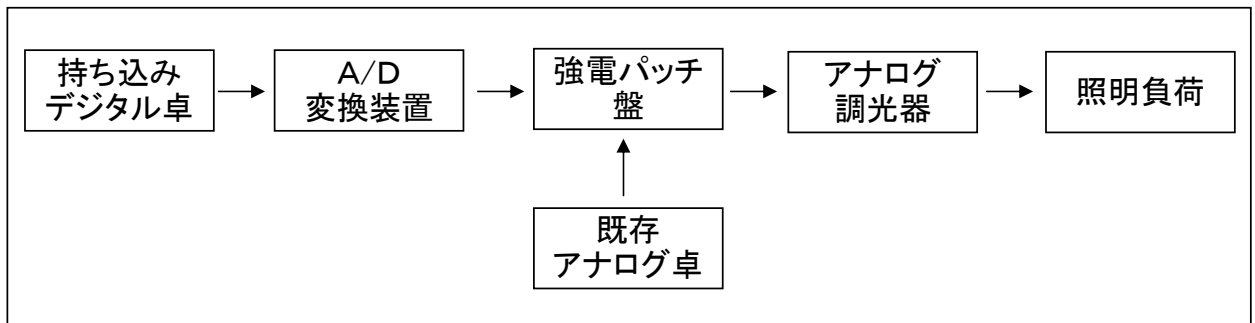 持ち込み
デジタル卓
A/D
変換装置
強電パッチ
盤
アナログ
調光器
照明負荷
既存
アナログ卓